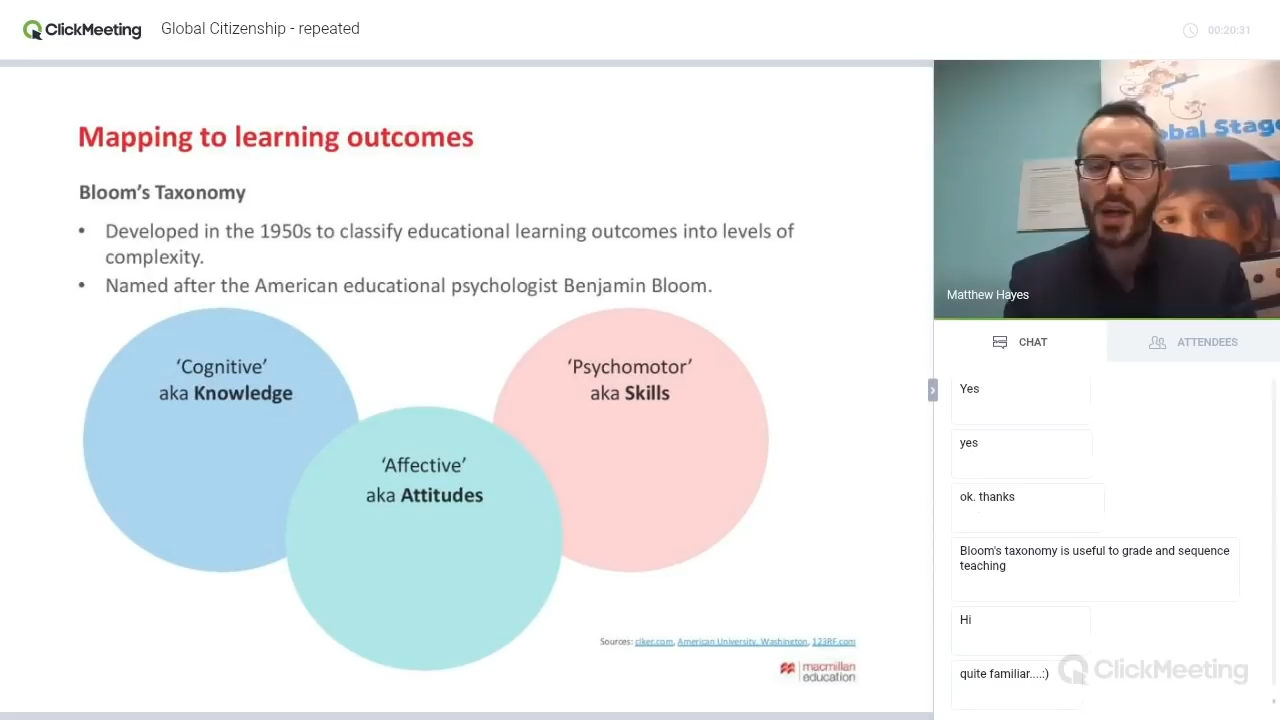 ClickMeeting
Global Citizenship - repeated
00:20:31
Mapping to learning outcomes
Bloom's Taxonomy
• Developed in the 1950s to classify educational learning outcomes into levels of
complexity.
• Named after the American educational psychologist Benjamin Bloom.
'Cognitive'
aka Knowledge
'Psychomotor'
aka Skills
'Affective'
aka Attitudes
Sources: clker.com, American University, Washington, 123RF.com
macmillan
education
bal Stag
Matthew Hayes
CHAT
ATTENDEES
Yes
yes
ok. thanks
Bloom's taxonomy is useful to grade and sequence
teaching
Hi
quite familiar....:)
ClickMeeting